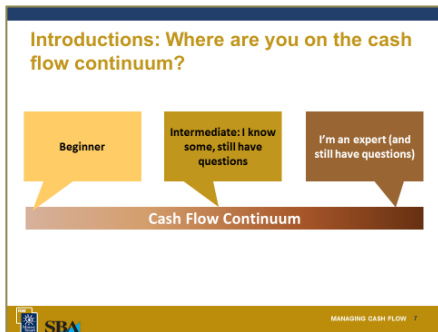 Introductions: Where are you on the cash
flow continuum?
Beginner
Intermediate: I know
some, still have
questions
I'm an expert (and
still have questions)
Cash Flow Continuum
SBA
MANAGING CASH FLOW 7